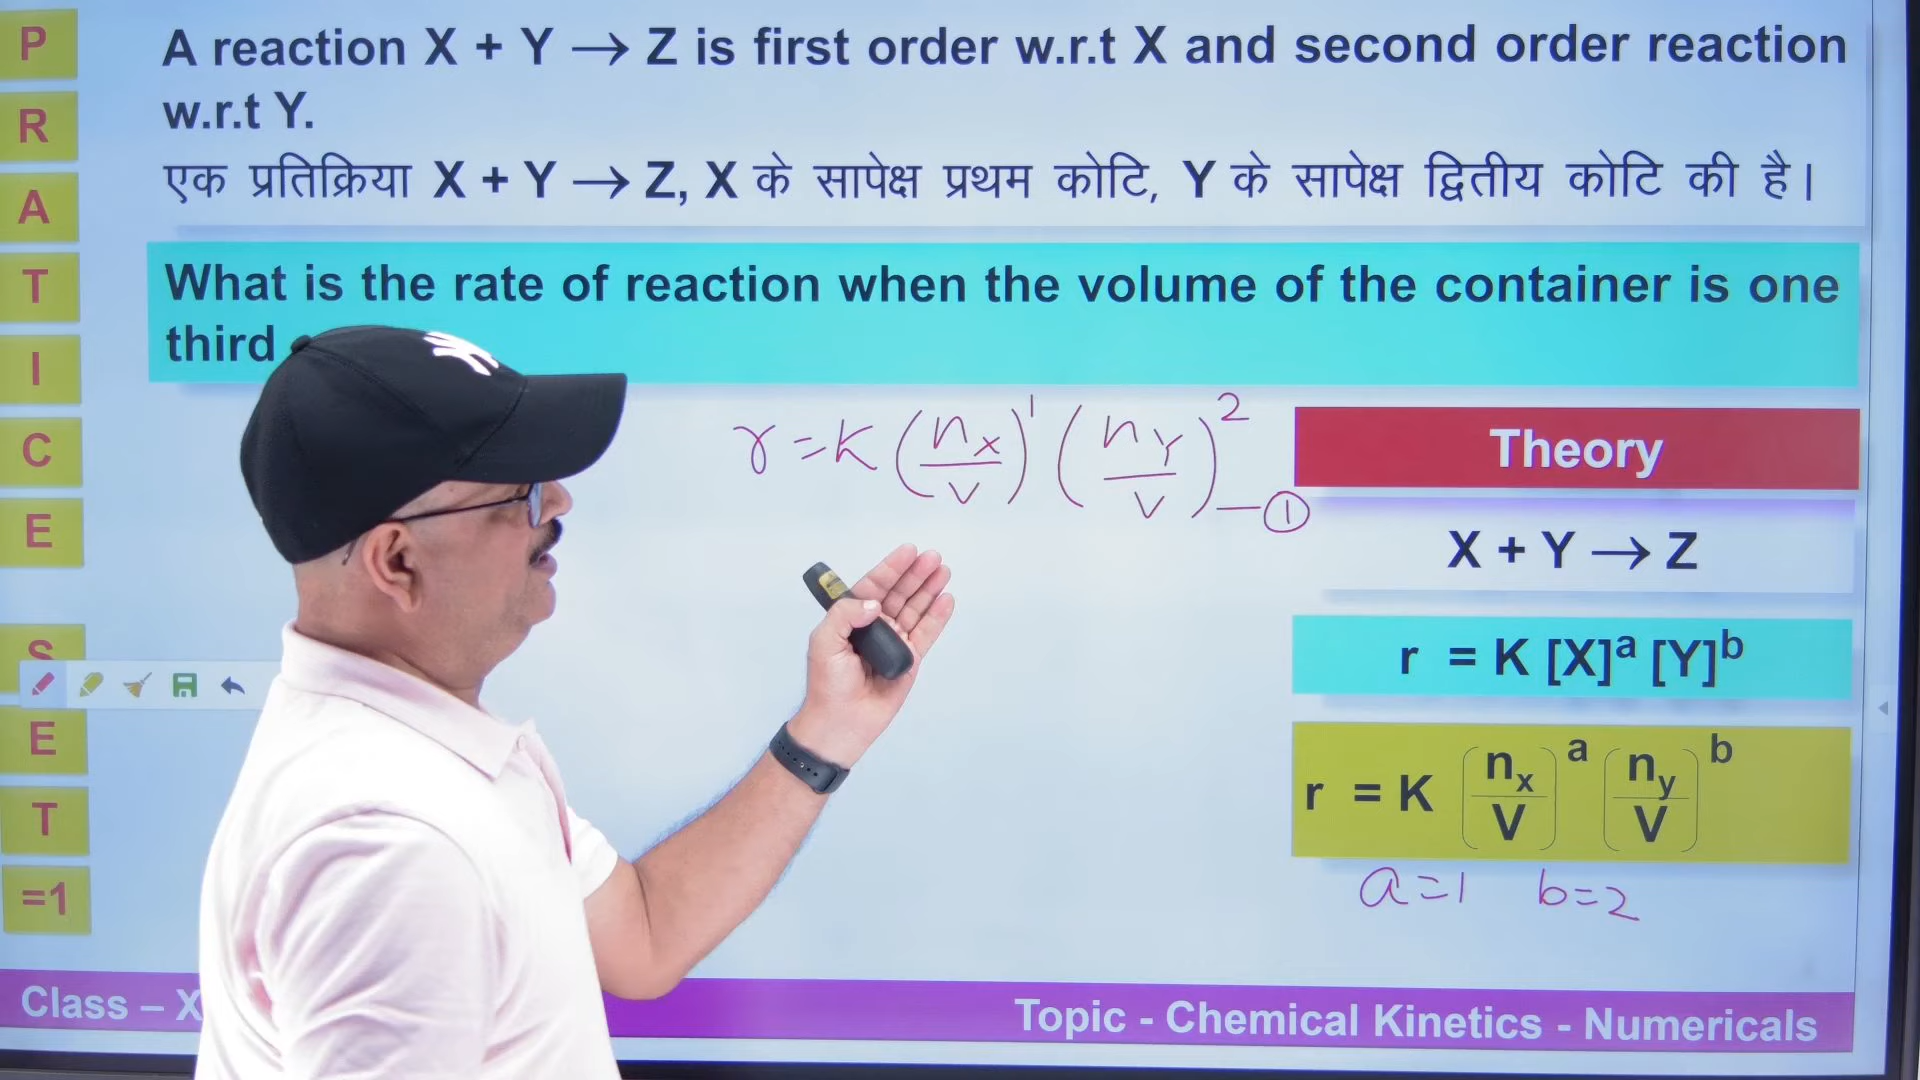 P
R
A
T
I
C
E
S
E
T
=1
A reaction X + Y → Z is first order w.r.t X and second order reaction
w.r.t Y.
एक प्रतिक्रिया X + Y → Z, X के सापेक्ष प्रथम कोटि, Y के सापेक्ष द्वितीय कोटि की है।
What is the rate of reaction when the volume of the container is one
third
r = K (nX/V)¹ (nY/V)² —①
Theory
X + Y → Z
r = K [X]ᵃ [Y]ᵇ
r = K (nx/V)ᵃ (ny/V)ᵇ
a=1 b=2
Class – X
Topic - Chemical Kinetics - Numericals